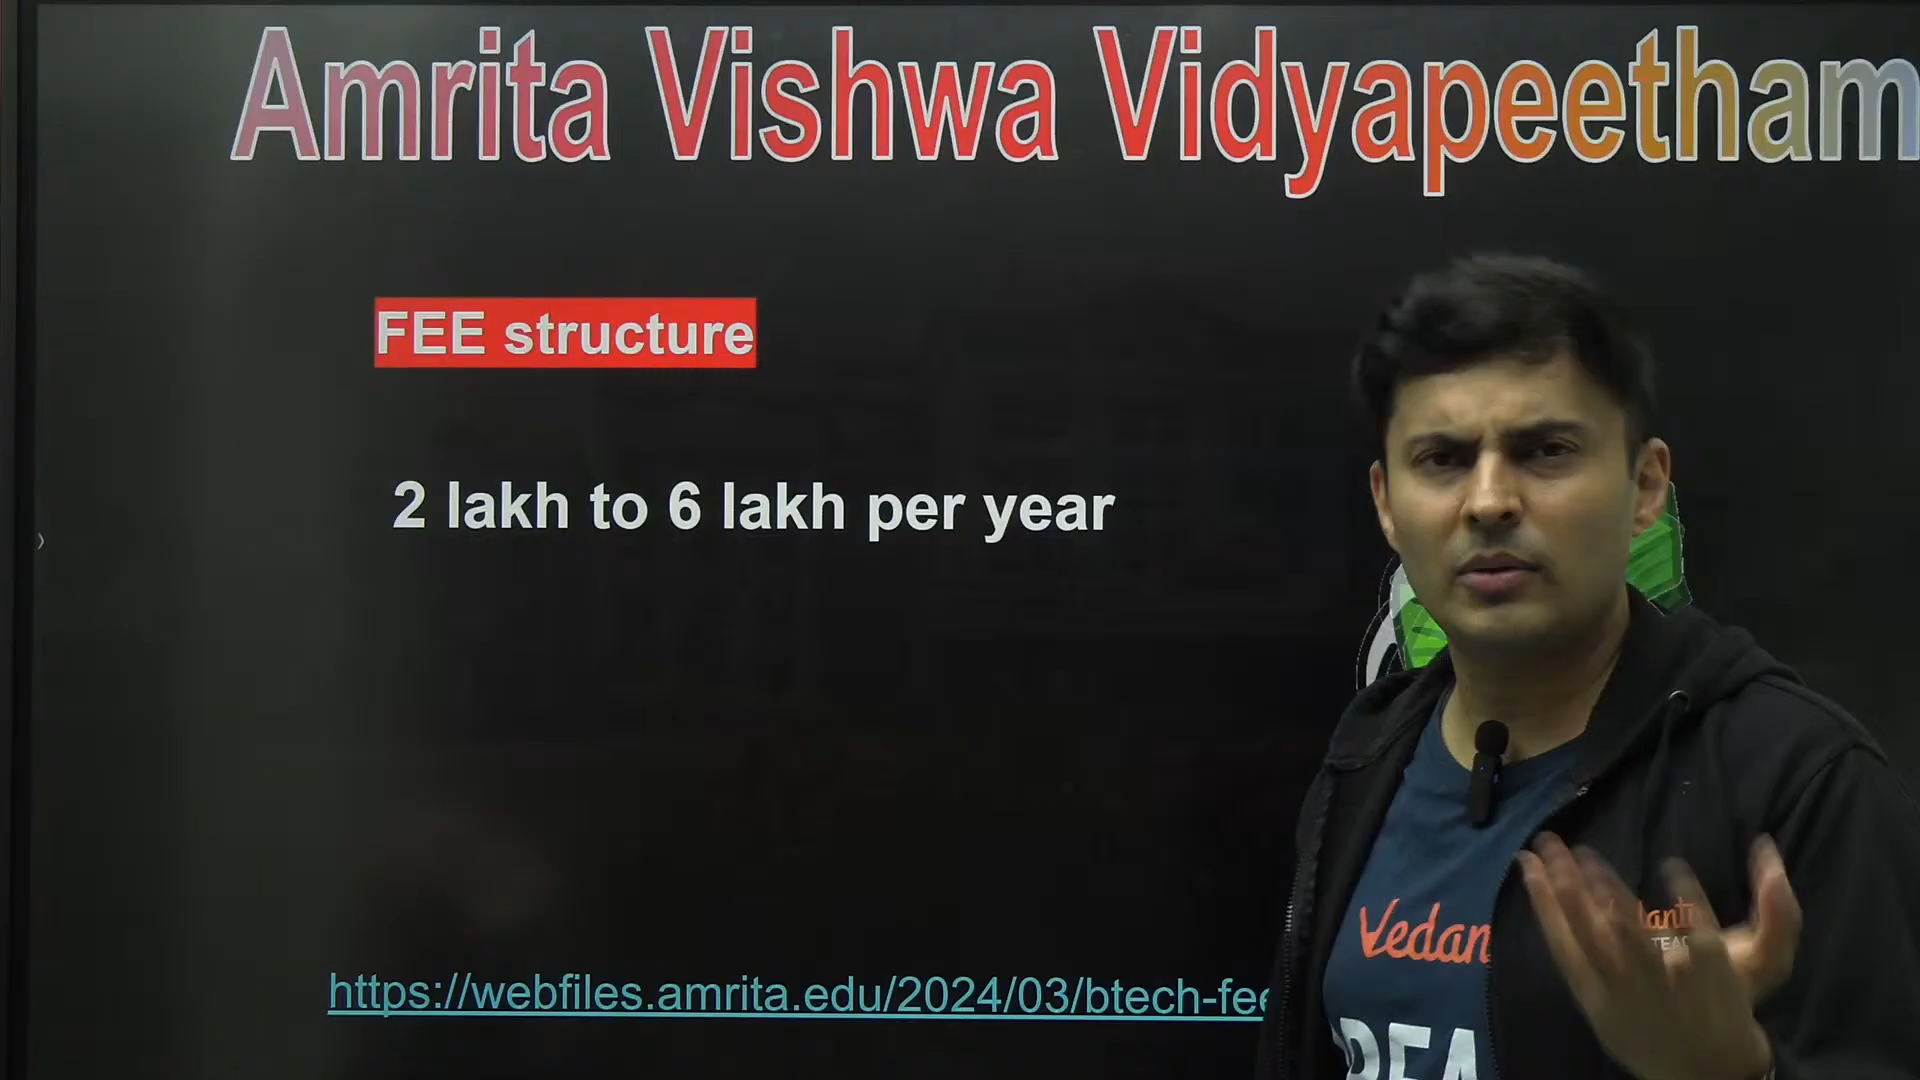 Amrita Vishwa Vidyapeetham
FEE structure
2 lakh to 6 lakh per year
https://webfiles.amrita.edu/2024/03/btech-fee
Vedan